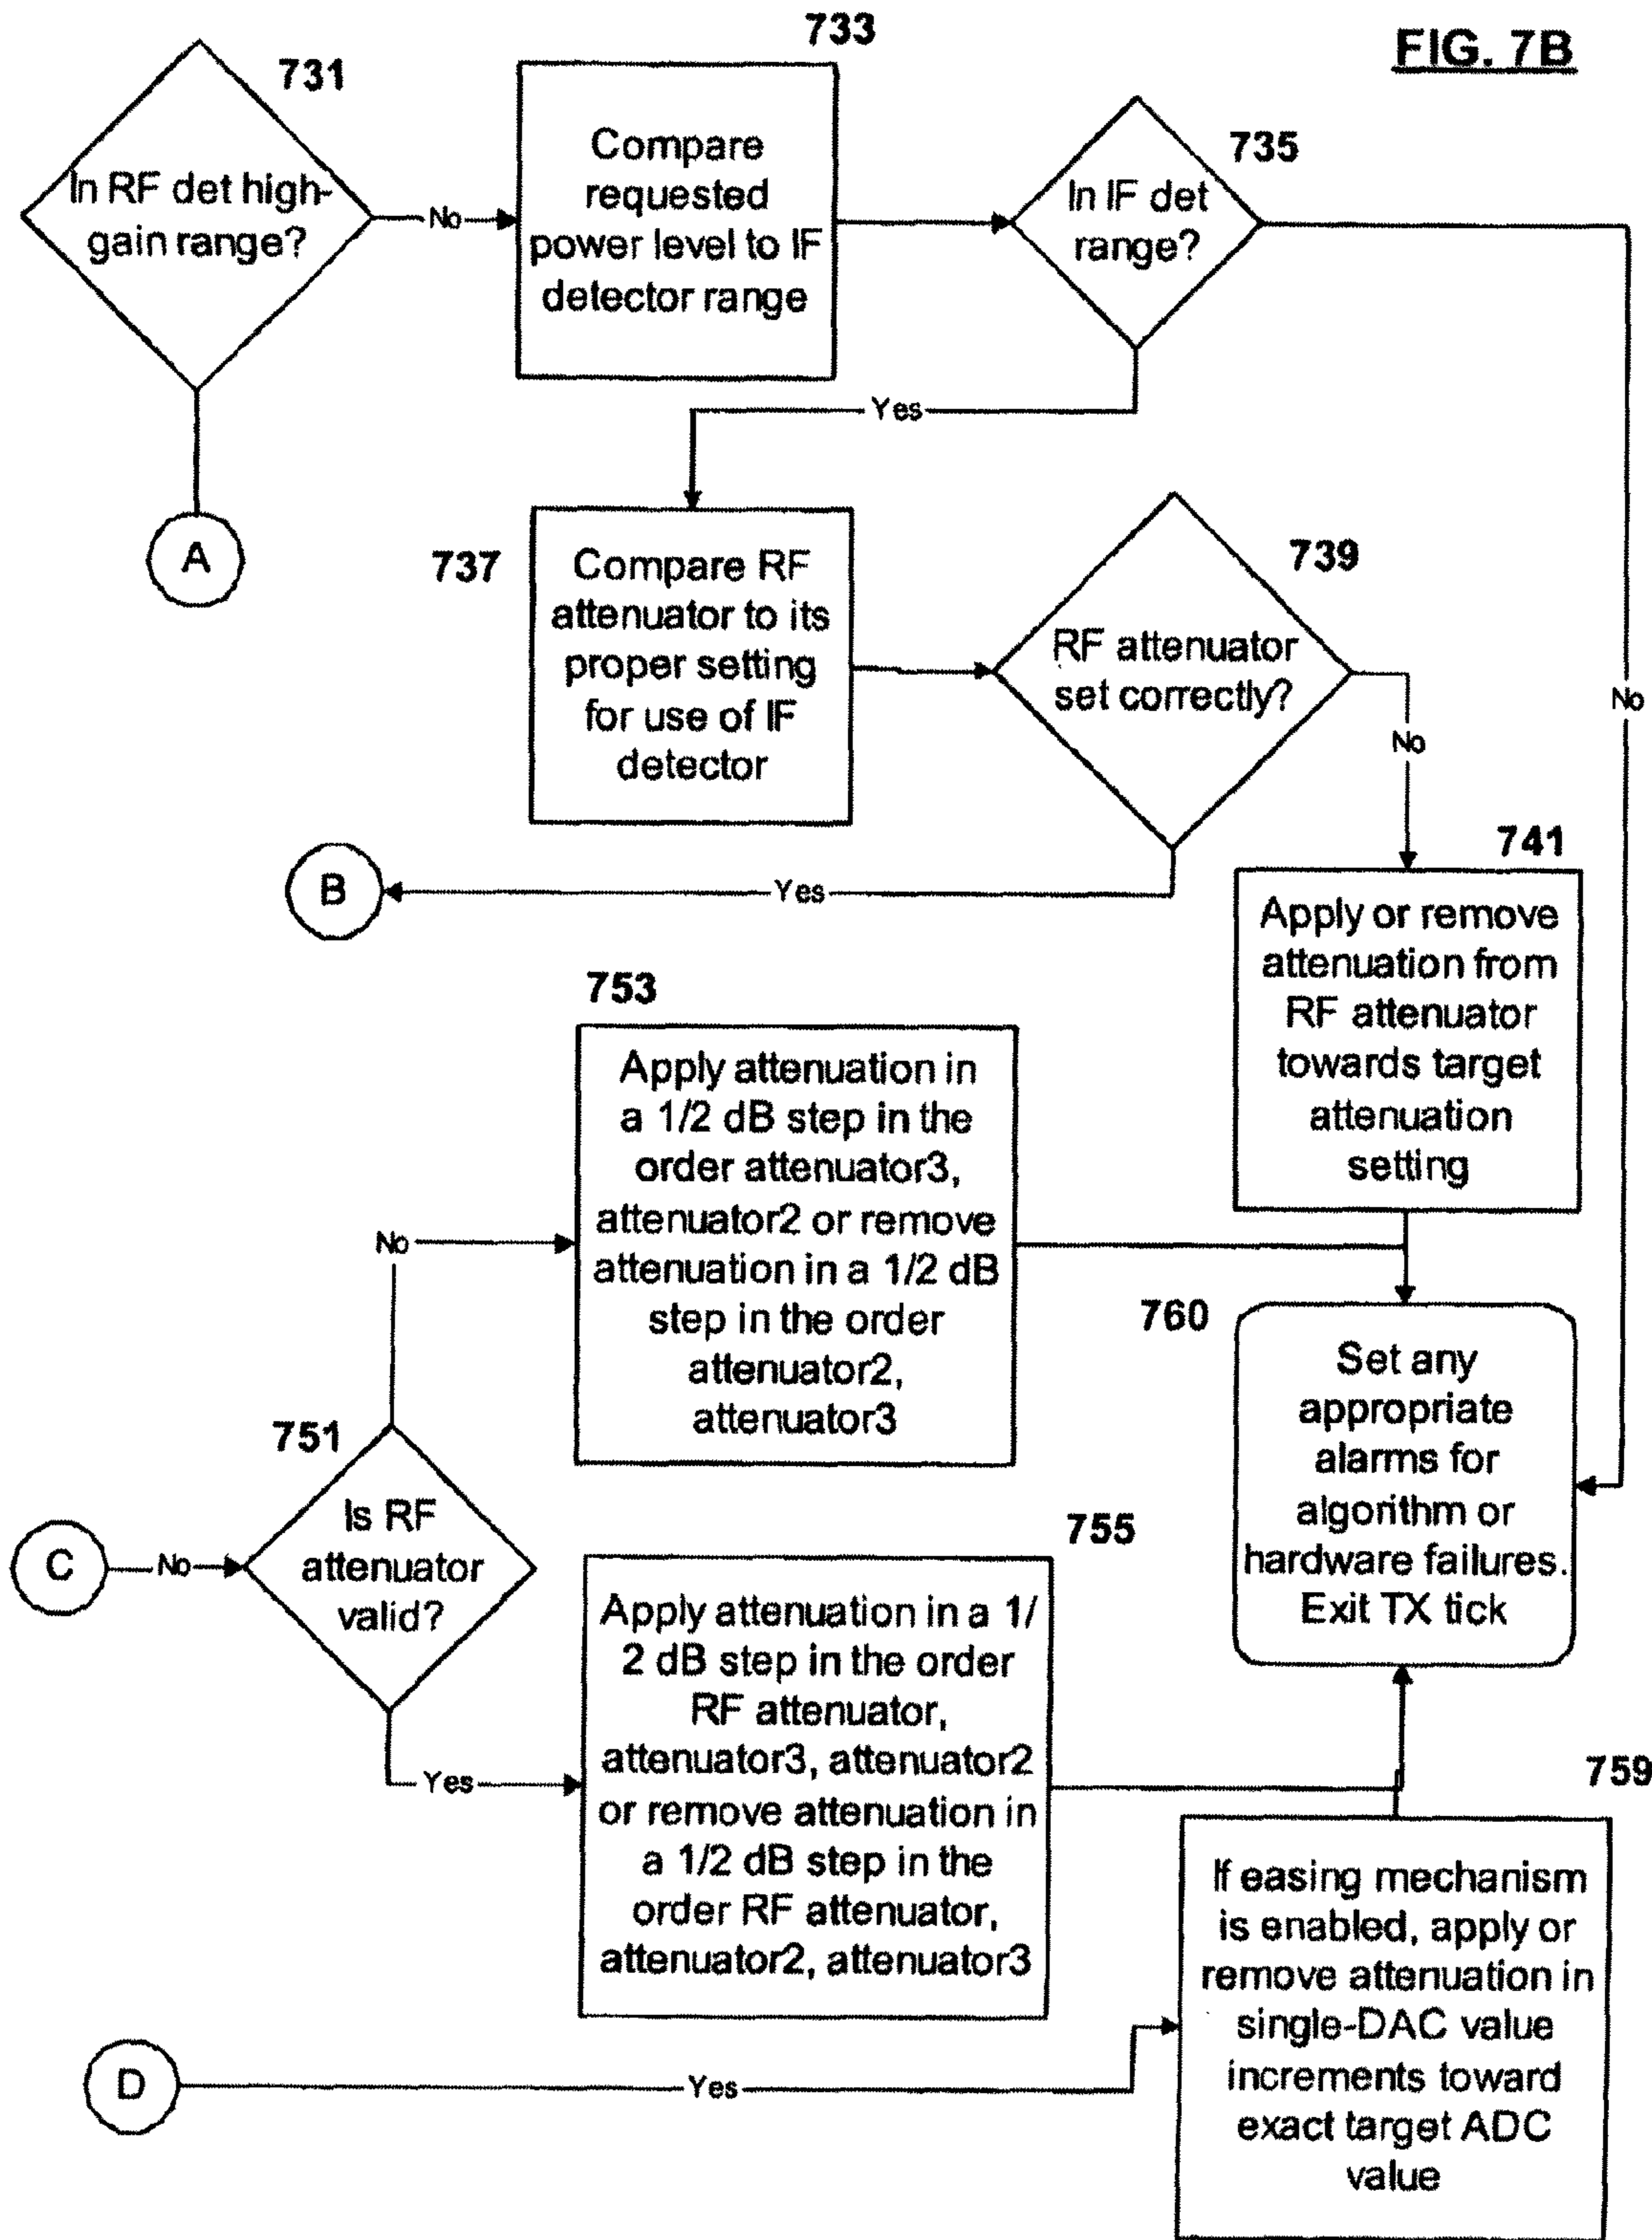 733
FIG. 7B
731
In RF det high-
gain range?
No
Compare
requested
power level to IF
detector range
735
In IF det
range?
Yes
No
A
737
Compare RF
attenuator to its
proper setting
for use of IF
detector
739
RF attenuator
set correctly?
No
B
Yes
741
Apply or remove
attenuation from
RF attenuator
towards target
attenuation
setting
753
Apply attenuation in
a 1/2 dB step in the
order attenuator3,
attenuator2 or remove
attenuation in a 1/2 dB
step in the order
attenuator2,
attenuator3
No
760
Set any
appropriate
alarms for
algorithm or
hardware failures.
Exit TX tick
751
Is RF
attenuator
valid?
C
No
Yes
755
Apply attenuation in a 1/
2 dB step in the order
RF attenuator,
attenuator3, attenuator2
or remove attenuation in
a 1/2 dB step in the
order RF attenuator,
attenuator2, attenuator3
759
If easing mechanism
is enabled, apply or
remove attenuation in
single-DAC value
increments toward
exact target ADC
value
D
Yes